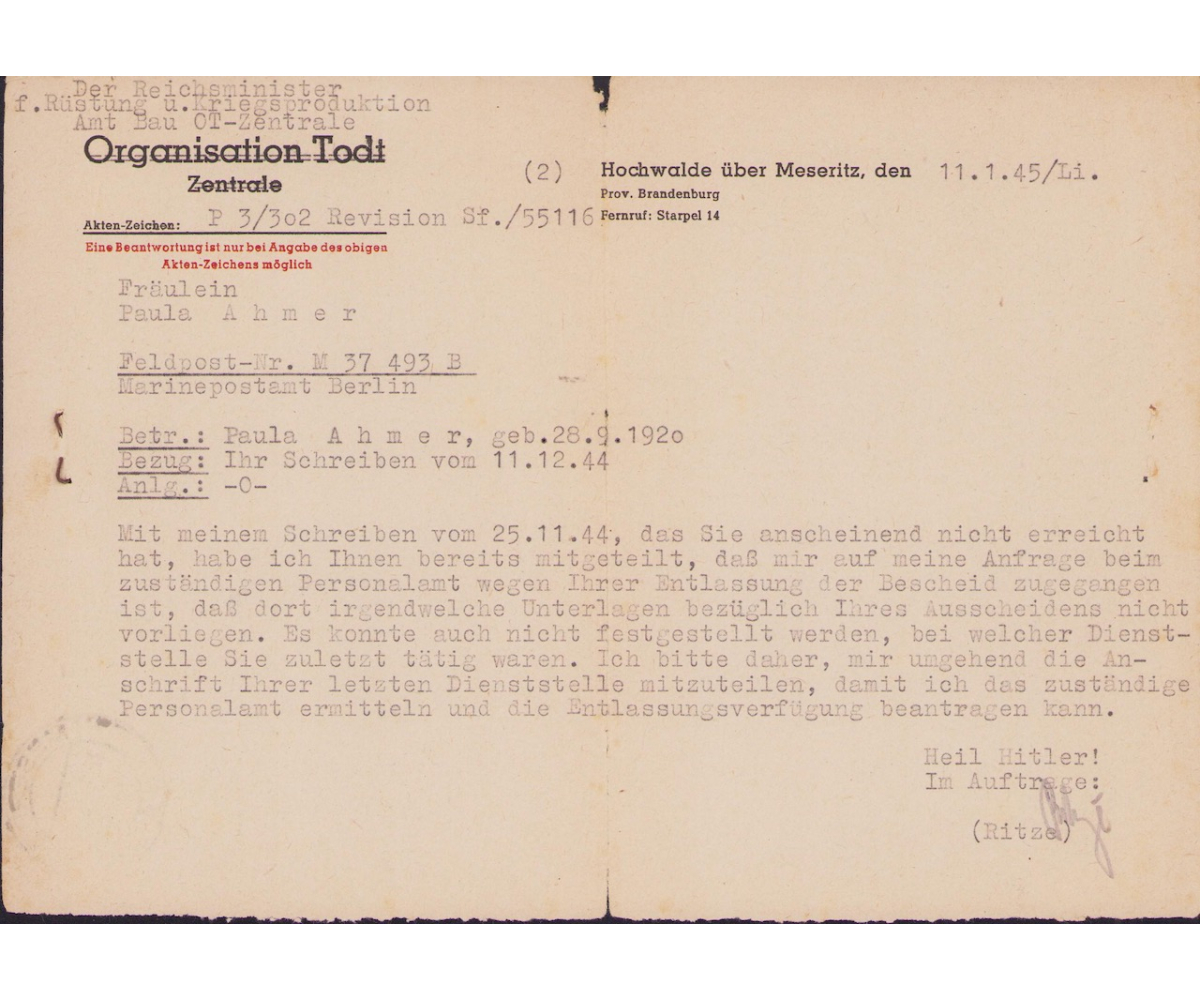 Der Reichsminister
f.Rüstung u.Kriegsproduktion
Amt Bau OT-Zentrale
Organisation Todt
Zentrale
(2)
Hochwalde über Meseritz, den 11.1.45/Li.
Prov. Brandenburg
Fernruf: Starpel 14
Akten-Zeichen: P 3/3o2 Revision Sf./55116
Eine Beantwortung ist nur bei Angabe des obigen
Akten-Zeichens möglich
Fräulein
Paula A h m e r
Feldpost-Nr. M 37 493 B
Marinepostamt Berlin
Betr.: Paula A h m e r, geb.28.9.192o
Bezug: Ihr Schreiben vom 11.12.44
Anlg.: -O-
Mit meinem Schreiben vom 25.11.44, das Sie anscheinend nicht erreicht
hat, habe ich Ihnen bereits mitgeteilt, daß mir auf meine Anfrage beim
zuständigen Personalamt wegen Ihrer Entlassung der Bescheid zugegangen
ist, daß dort irgendwelche Unterlagen bezüglich Ihres Ausscheidens nicht
vorliegen. Es konnte auch nicht festgestellt werden, bei welcher Dienst-
stelle Sie zuletzt tätig waren. Ich bitte daher, mir umgehend die An-
schrift Ihrer letzten Dienststelle mitzuteilen, damit ich das zuständige
Personalamt ermitteln und die Entlassungsverfügung beantragen kann.
Heil Hitler!
Im Auftrage:
(Ritze)